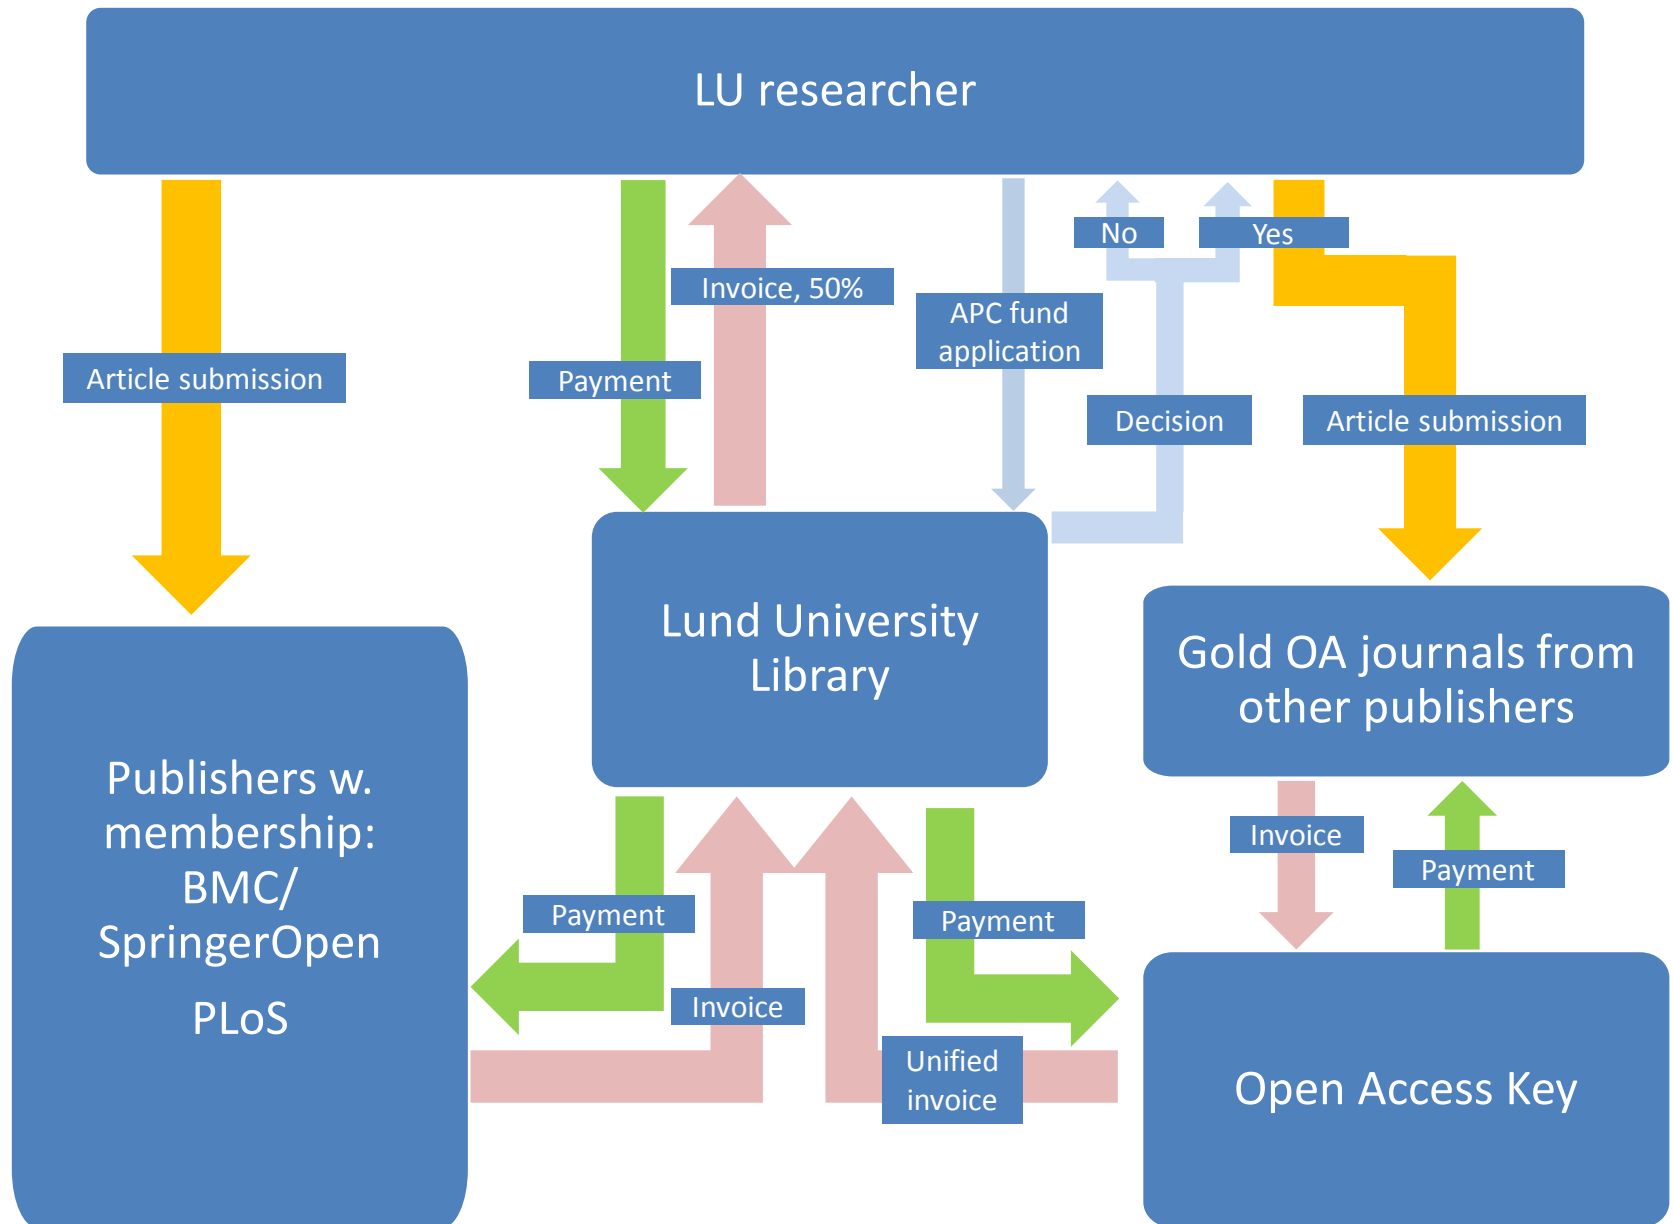 LU researcher
No
Yes
Invoice, 50%
APC fund
application
Article submission
Payment
Decision
Article submission
Lund University
Library
Gold OA journals from
other publishers
Publishers w.
membership:
BMC/
SpringerOpen
PLoS
Invoice
Payment
Payment
Payment
Invoice
Unified
invoice
Open Access Key